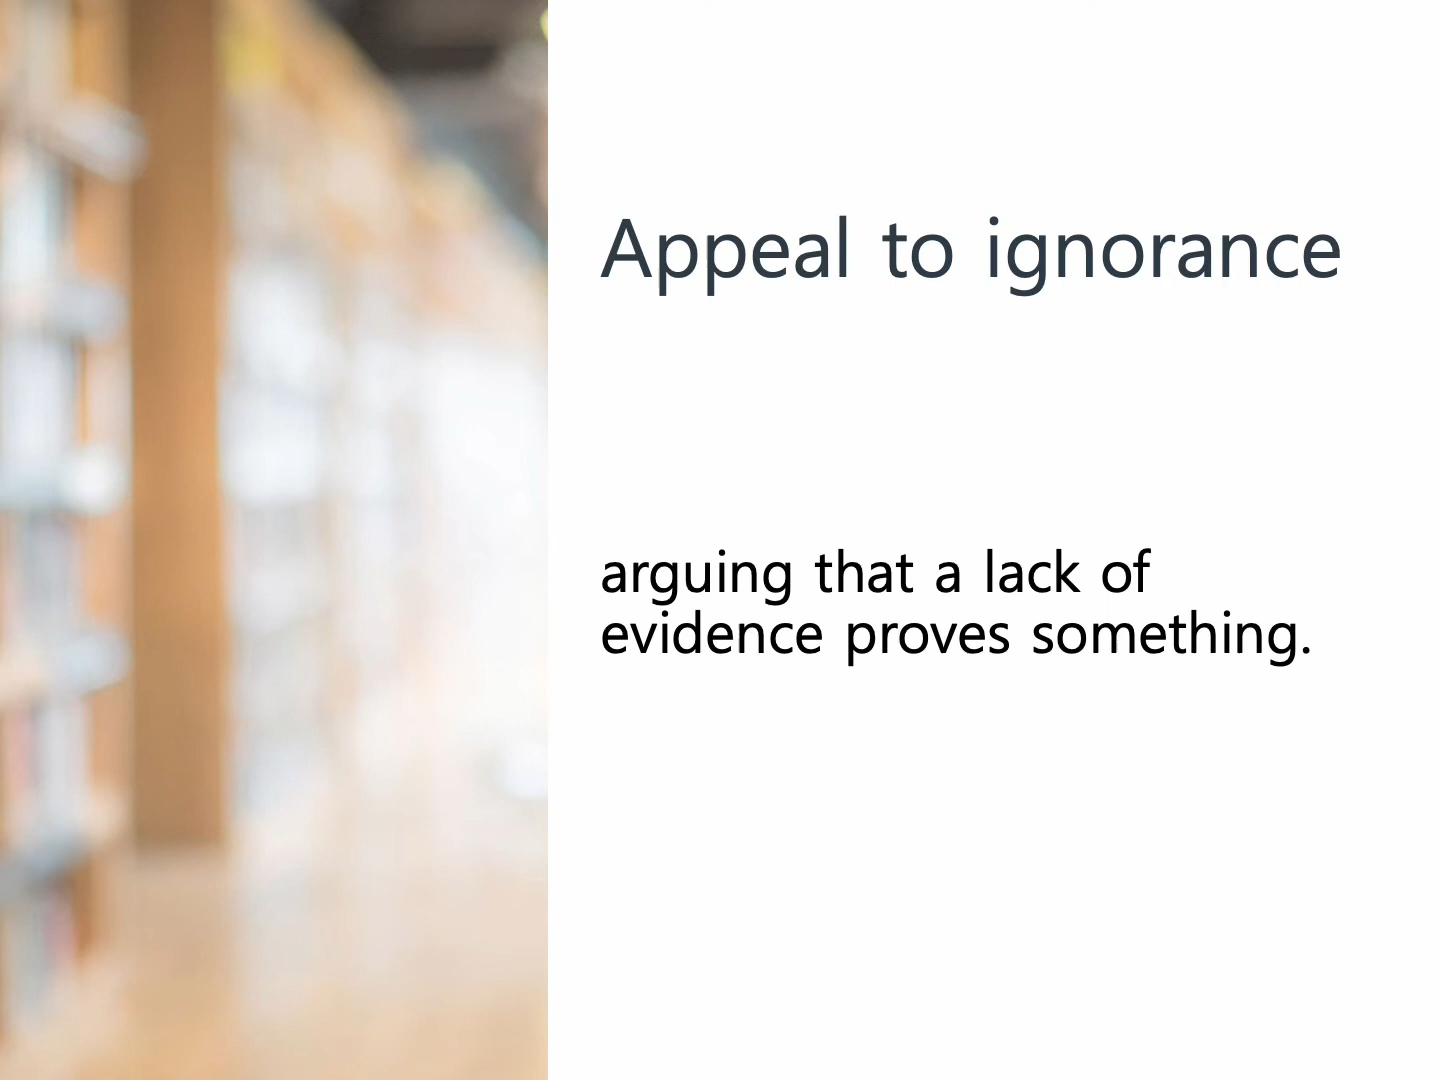 Appeal to ignorance
arguing that a lack of
evidence proves something.